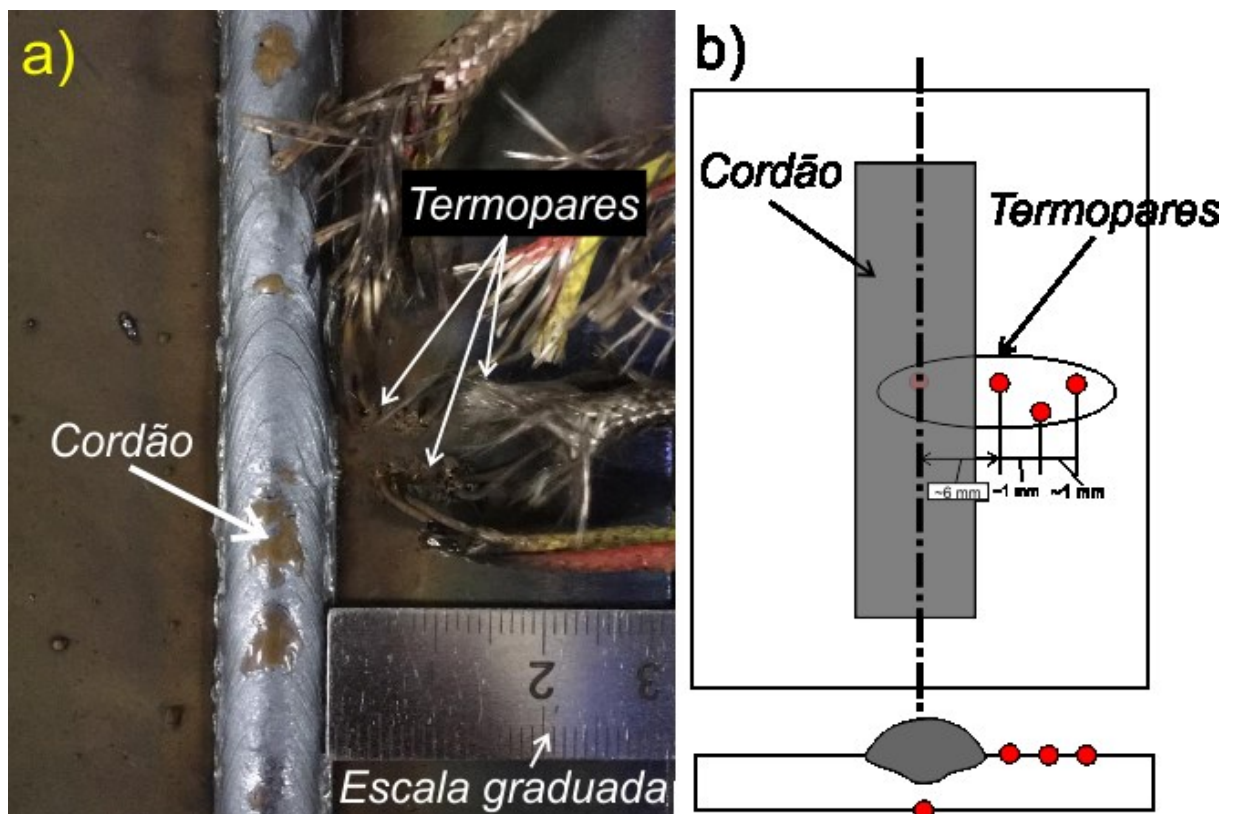 a)
Termopares
Cordão
2
3
Escala graduada
b)
Cordão
Termopares
~6 mm
~1 mm
~1 mm